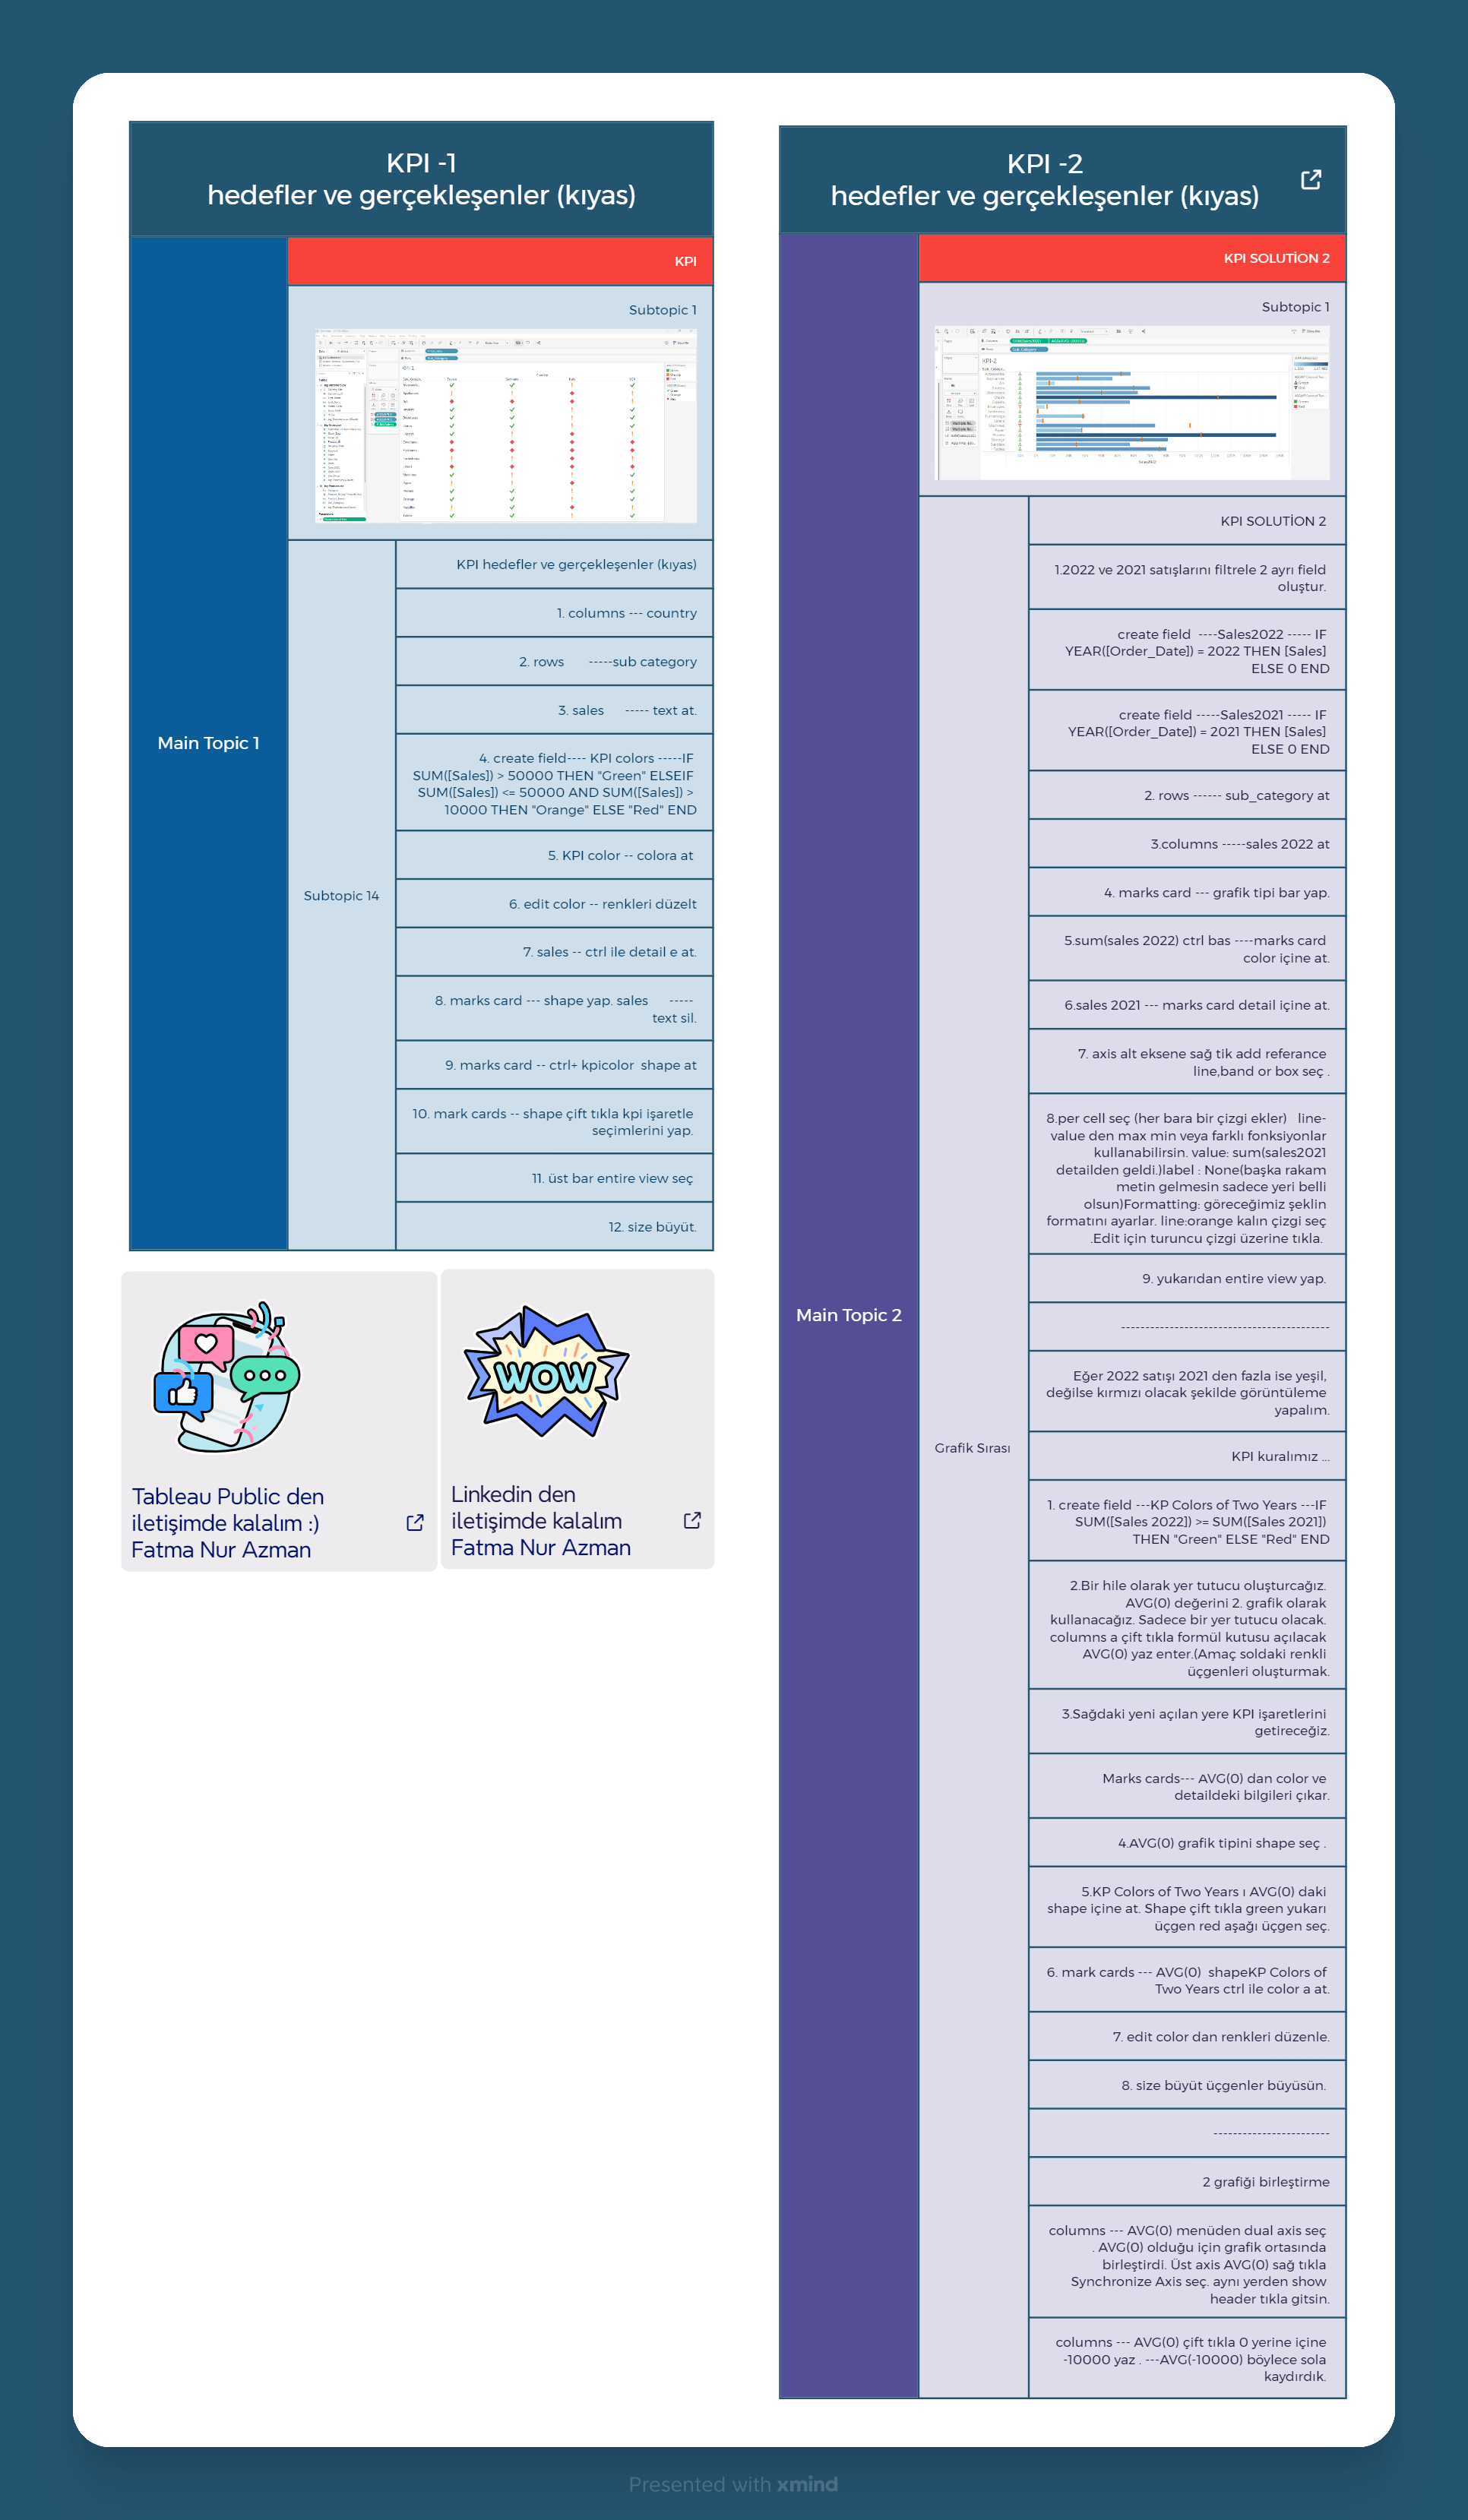 KPI -1
hedefler ve gerçekleşenler (kıyas)
Main Topic 1
KPI
Subtopic 1
KPI-1
Subtopic 14
KPI hedefler ve gerçekleşenler (kıyas)
1. columns --- country
2. rows      -----sub category
3. sales     ----- text at.
4. create field---- KPI colors -----IF
SUM([Sales]) > 50000 THEN "Green" ELSEIF
SUM([Sales]) <= 50000 AND SUM([Sales]) >
10000 THEN "Orange" ELSE "Red" END
5. KPI color -- colora at
6. edit color -- renkleri düzelt
7. sales -- ctrl ile detail e at.
8. marks card --- shape yap. sales     -----
text sil.
9. marks card -- ctrl+ kpicolor  shape at
10. mark cards -- shape çift tıkla kpi işaretle
seçimlerini yap.
11. üst bar entire view seç
12. size büyüt.
WOW
Tableau Public den
iletişimde kalalım :)
Fatma Nur Azman
Linkedin den
iletişimde kalalım
Fatma Nur Azman
KPI -2
hedefler ve gerçekleşenler (kıyas)
Main Topic 2
KPI SOLUTİON 2
Subtopic 1
KPI-2
Grafik Sırası
KPI SOLUTİON 2
1.2022 ve 2021 satışlarını filtrele 2 ayrı field
oluştur.
create field  ----Sales2022 ----- IF
YEAR([Order_Date]) = 2022 THEN [Sales]
ELSE 0 END
create field -----Sales2021 ----- IF
YEAR([Order_Date]) = 2021 THEN [Sales]
ELSE 0 END
2. rows ------ sub_category at
3.columns -----sales 2022 at
4. marks card --- grafik tipi bar yap.
5.sum(sales 2022) ctrl bas ----marks card
color içine at.
6.sales 2021 --- marks card detail içine at.
7. axis alt eksene sağ tik add referance
line,band or box seç .
8.per cell seç (her bara bir çizgi ekler)   line-
value den max min veya farklı fonksiyonlar
kullanabilirsin. value: sum(sales2021
detailden geldi.)label : None(başka rakam
metin gelmesin sadece yeri belli
olsun)Formatting: göreceğimiz şeklin
formatını ayarlar. line:orange kalın çizgi seç
.Edit için turuncu çizgi üzerine tıkla.
9. yukarıdan entire view yap.
-------------------------------------------
Eğer 2022 satışı 2021 den fazla ise yeşil,
değilse kırmızı olacak şekilde görüntüleme
yapalım.
KPI kuralımız ...
1. create field ---KP Colors of Two Years ---IF
SUM([Sales 2022]) >= SUM([Sales 2021])
THEN "Green" ELSE "Red" END
2.Bir hile olarak yer tutucu oluşturcağız.
AVG(0) değerini 2. grafik olarak
kullanacağız. Sadece bir yer tutucu olacak.
columns a çift tıkla formül kutusu açılacak
AVG(0) yaz enter.(Amaç soldaki renkli
üçgenleri oluşturmak.
3.Sağdaki yeni açılan yere KPI işaretlerini
getireceğiz.
Marks cards--- AVG(0) dan color ve
detaildeki bilgileri çıkar.
4.AVG(0) grafik tipini shape seç .
5.KP Colors of Two Years ı AVG(0) daki
shape içine at. Shape çift tıkla green yukarı
üçgen red aşağı üçgen seç.
6. mark cards --- AVG(0)  shapeKP Colors of
Two Years ctrl ile color a at.
7. edit color dan renkleri düzenle.
8. size büyüt üçgenler büyüsün.
------------------------
2 grafiği birleştirme
columns --- AVG(0) menüden dual axis seç
. AVG(0) olduğu için grafik ortasında
birleştirdi. Üst axis AVG(0) sağ tıkla
Synchronize Axis seç. aynı yerden show
header tıkla gitsin.
columns --- AVG(0) çift tıkla 0 yerine içine
-10000 yaz . ---AVG(-10000) böylece sola
kaydırdık.
Presented with xmind